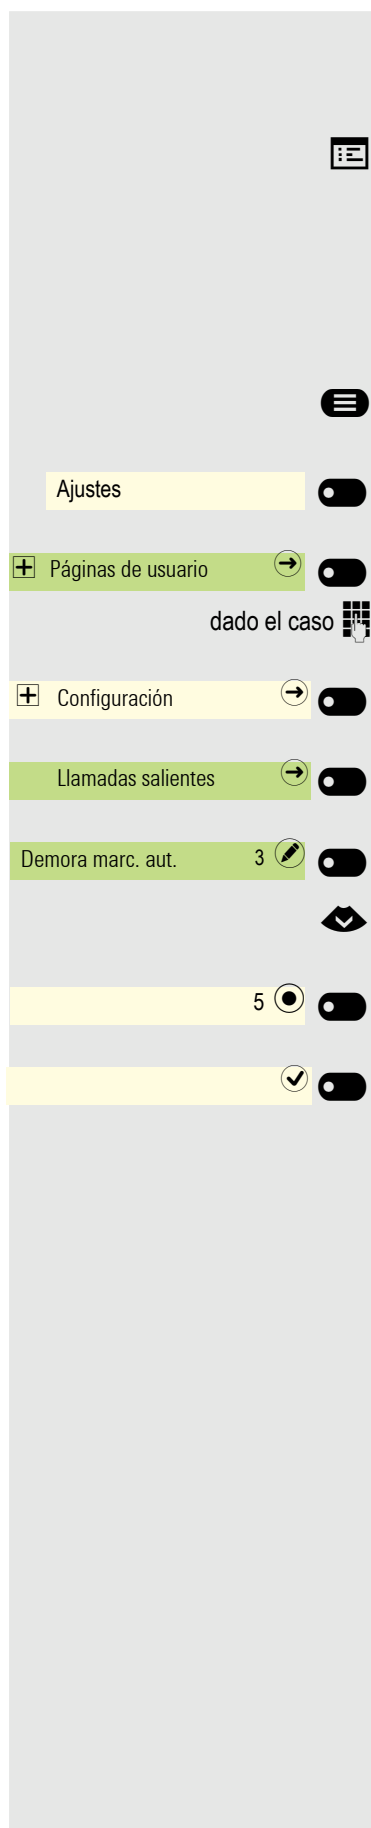 Ajustes
Páginas de usuario
dado el caso
Configuración
Llamadas salientes
Demora marc. aut. 3
5